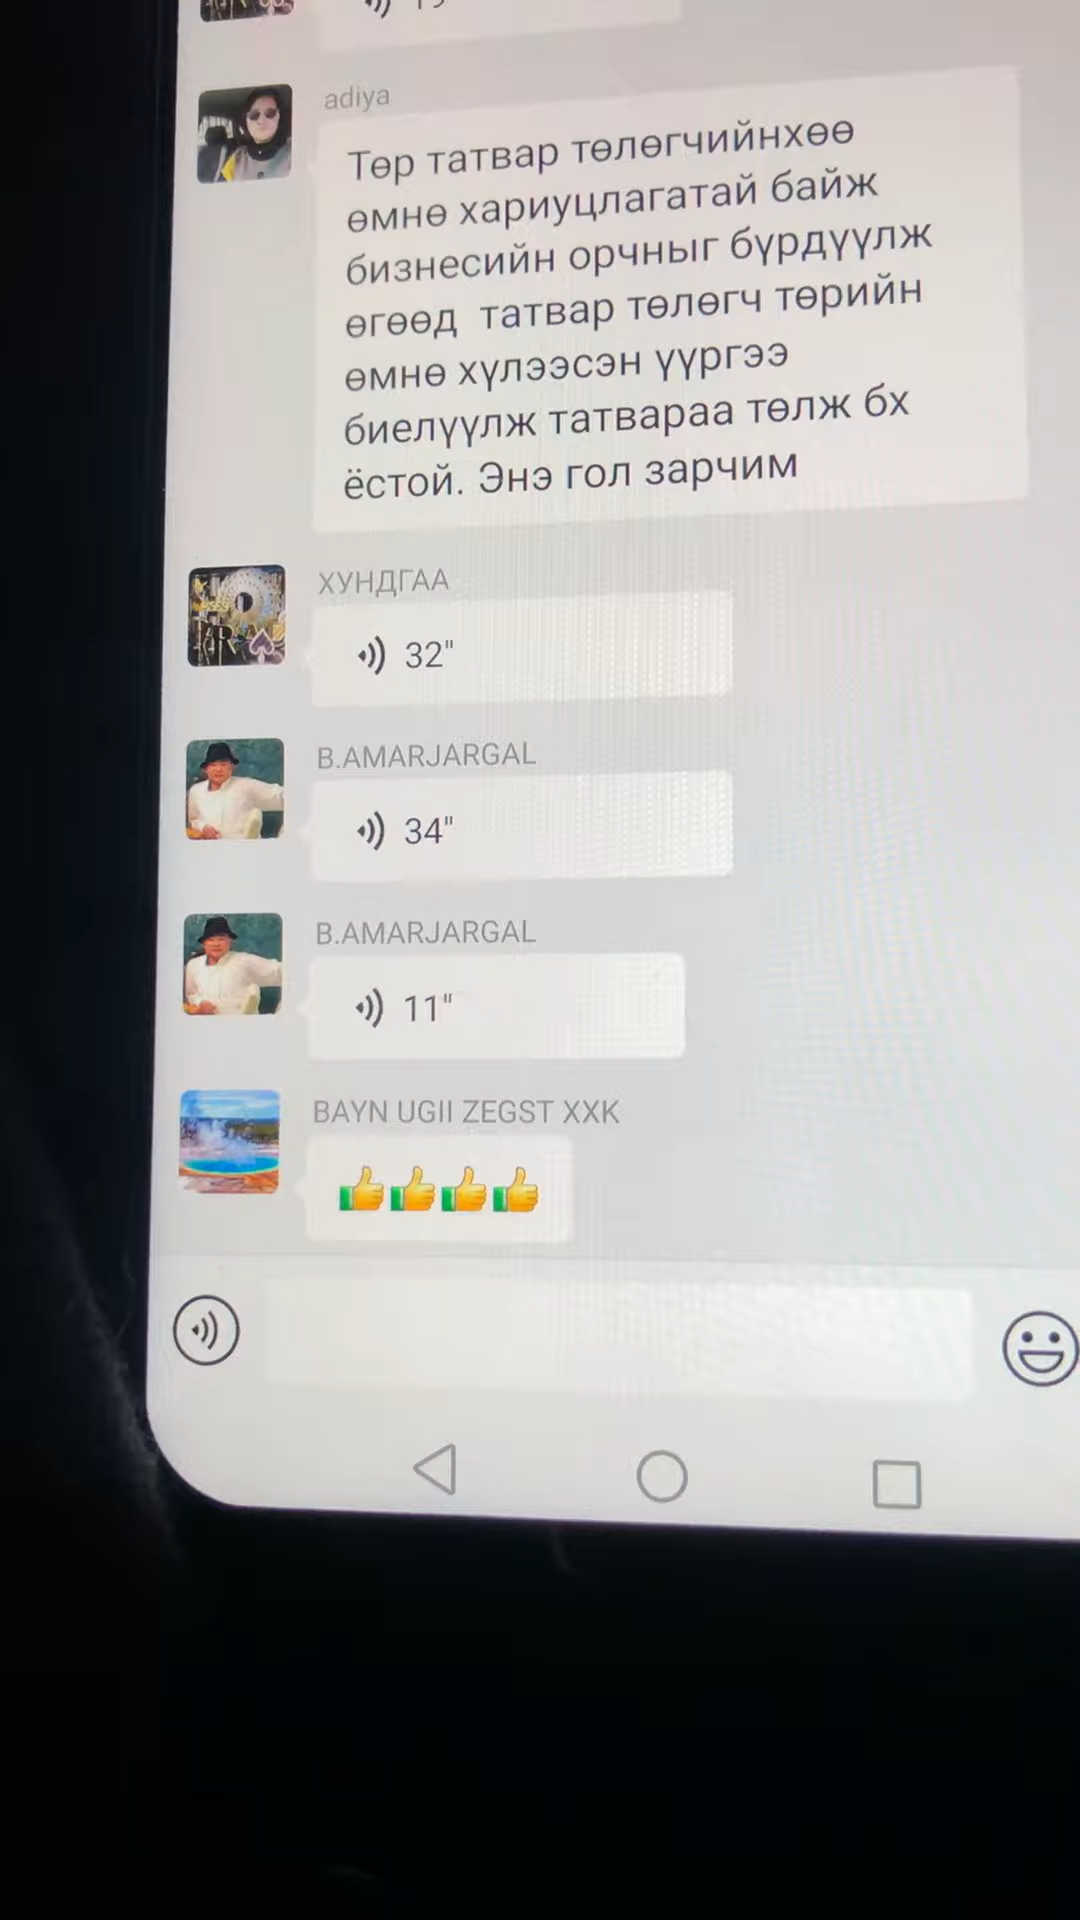 adiya
Төр татвар төлөгчийнхөө
өмнө хариуцлагатай байж
бизнесийн орчныг бүрдүүлж
өгөөд татвар төлөгч төрийн
өмнө хүлээсэн үүргээ
биелүүлж татвараа төлж бх
ёстой. Энэ гол зарчим
ХУНДГАА
32"
B.AMARJARGAL
34"
B.AMARJARGAL
11"
BAYN UGII ZEGST XXK